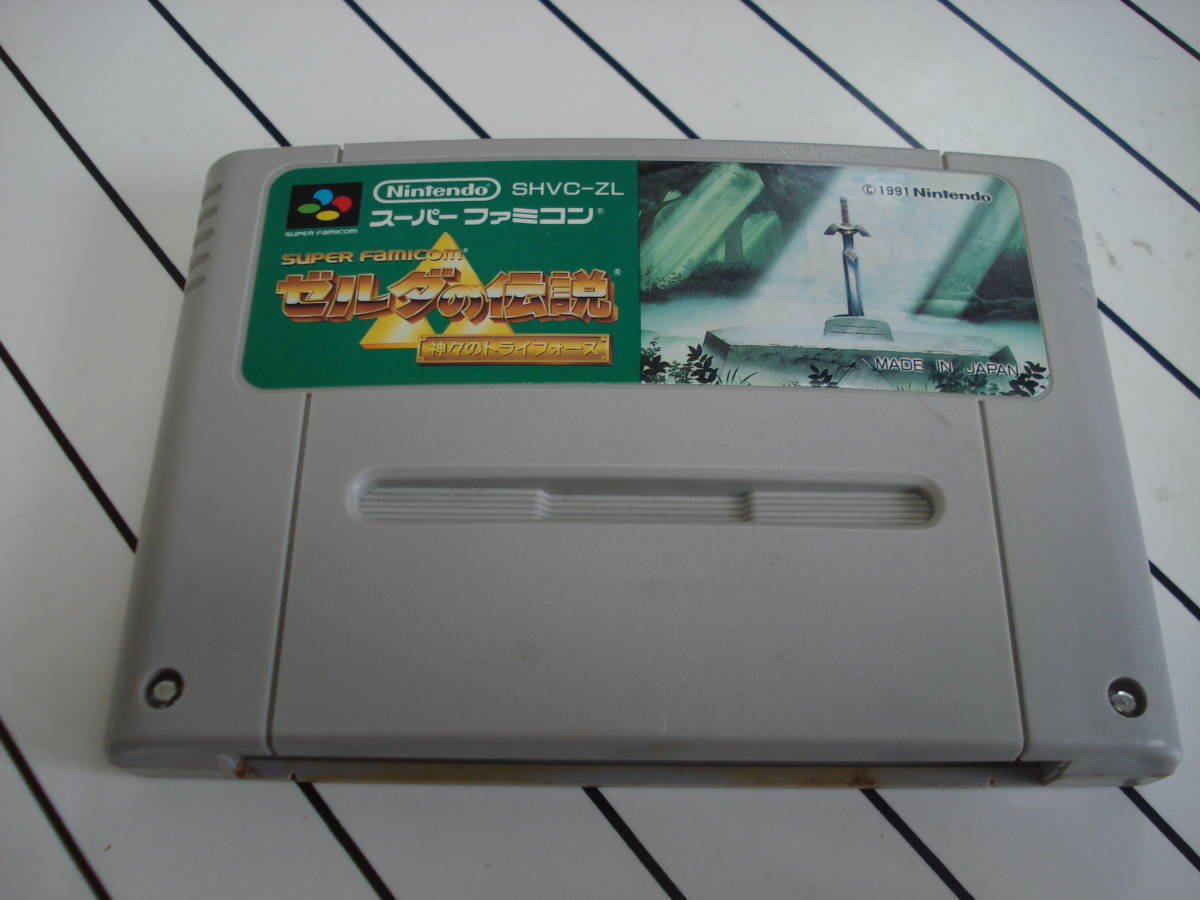 SUPER FAMICOM
Nintendo SHVC-ZL
スーパーファミコン®
SUPER FAMICOM®
ゼルダの伝説®
神々のトライフォース
©1991 Nintendo
MADE IN JAPAN